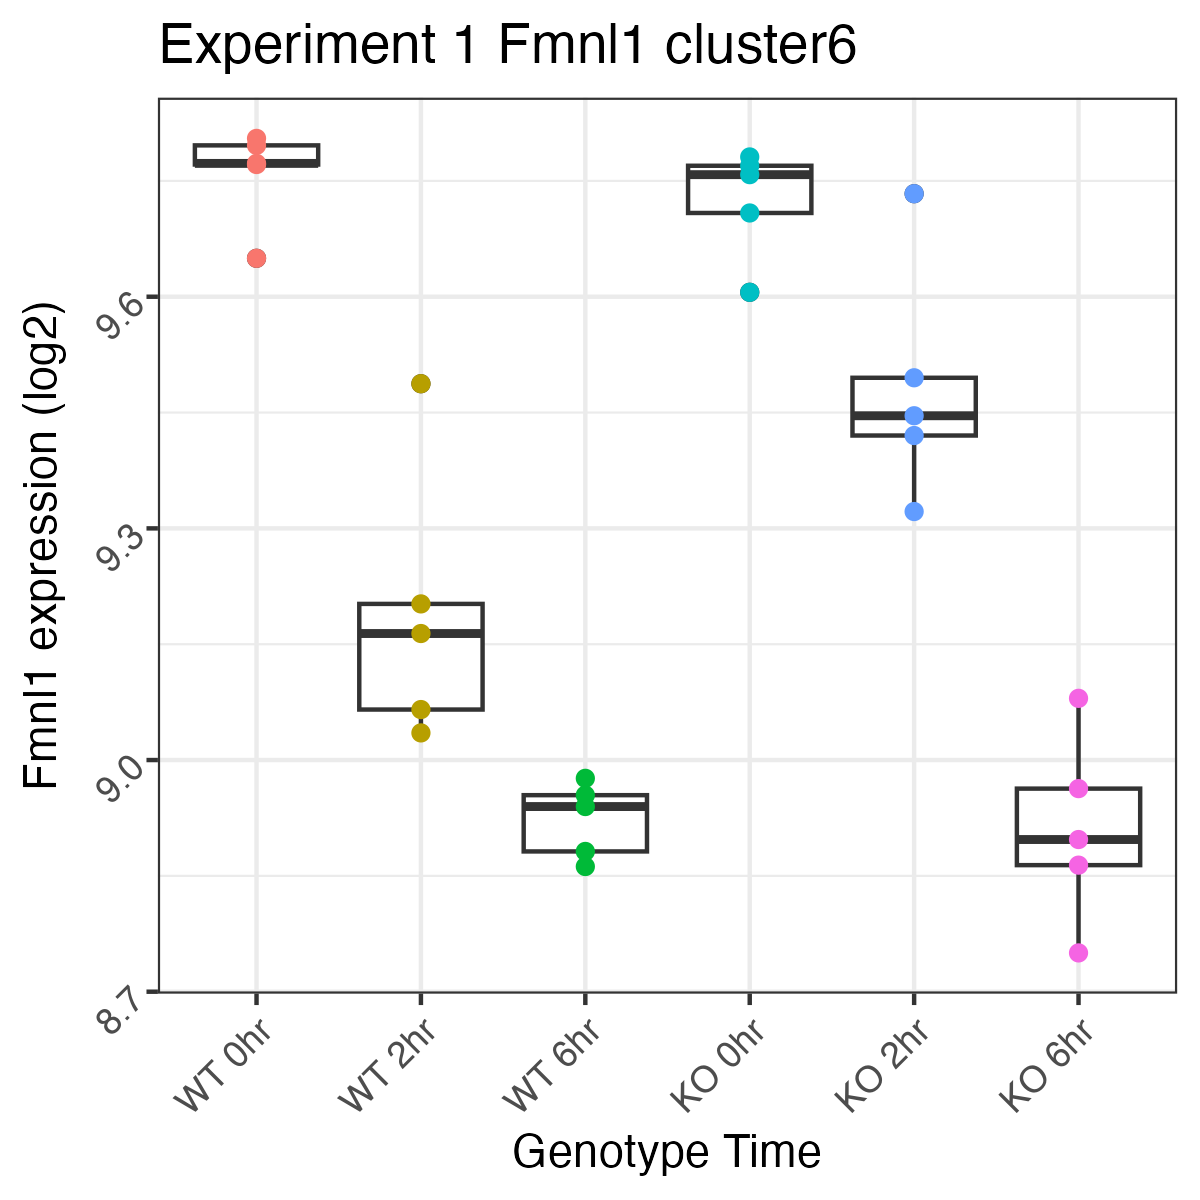 Experiment 1 Fmnl1 cluster6
Fmnl1 expression (log2)
9.6
9.3
9.0
8.7
WT 0hr
WT 2hr
WT 6hr
KO 0hr
KO 2hr
KO 6hr
Genotype Time